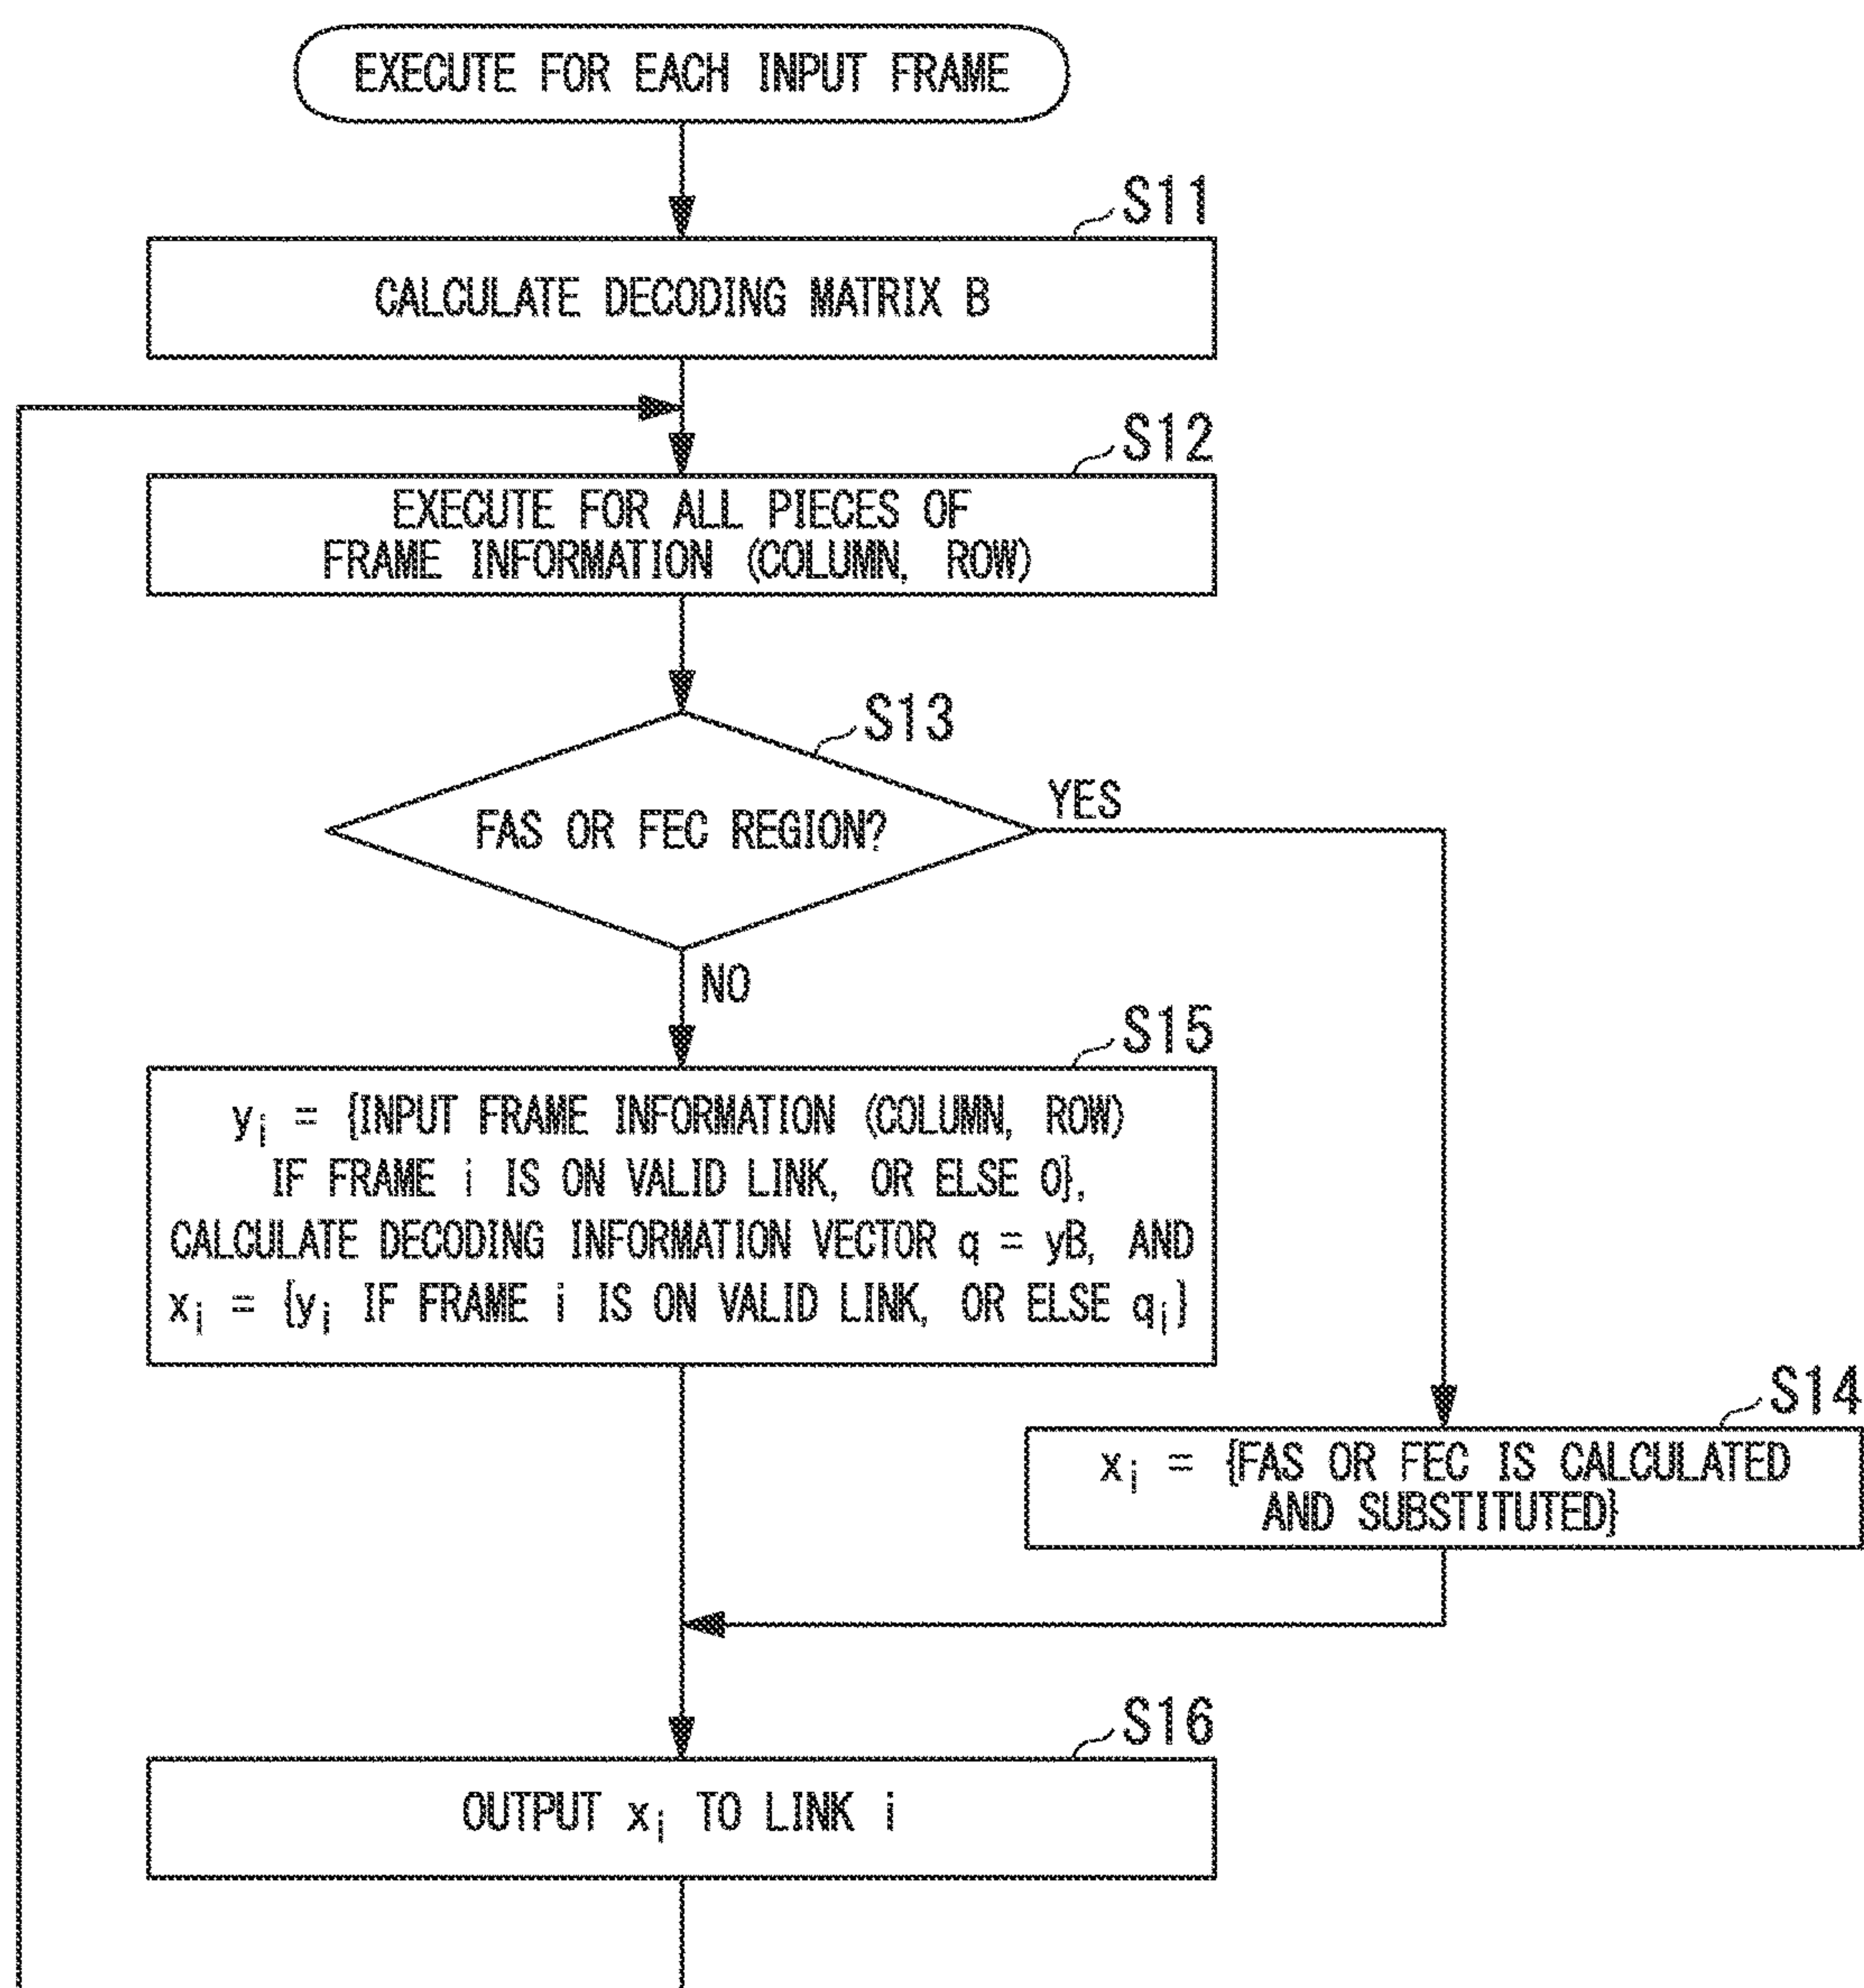 EXECUTE FOR EACH INPUT FRAME
S11
CALCULATE DECODING MATRIX B
S12
EXECUTE FOR ALL PIECES OF
FRAME INFORMATION (COLUMN, ROW)
S13
FAS OR FEC REGION?
YES
NO
S15
yi = {INPUT FRAME INFORMATION (COLUMN, ROW)
IF FRAME i IS ON VALID LINK, OR ELSE 0},
CALCULATE DECODING INFORMATION VECTOR q = yB, AND
xi = {yi IF FRAME i IS ON VALID LINK, OR ELSE qi}
S14
xi = {FAS OR FEC IS CALCULATED
AND SUBSTITUTED}
S16
OUTPUT xi TO LINK i